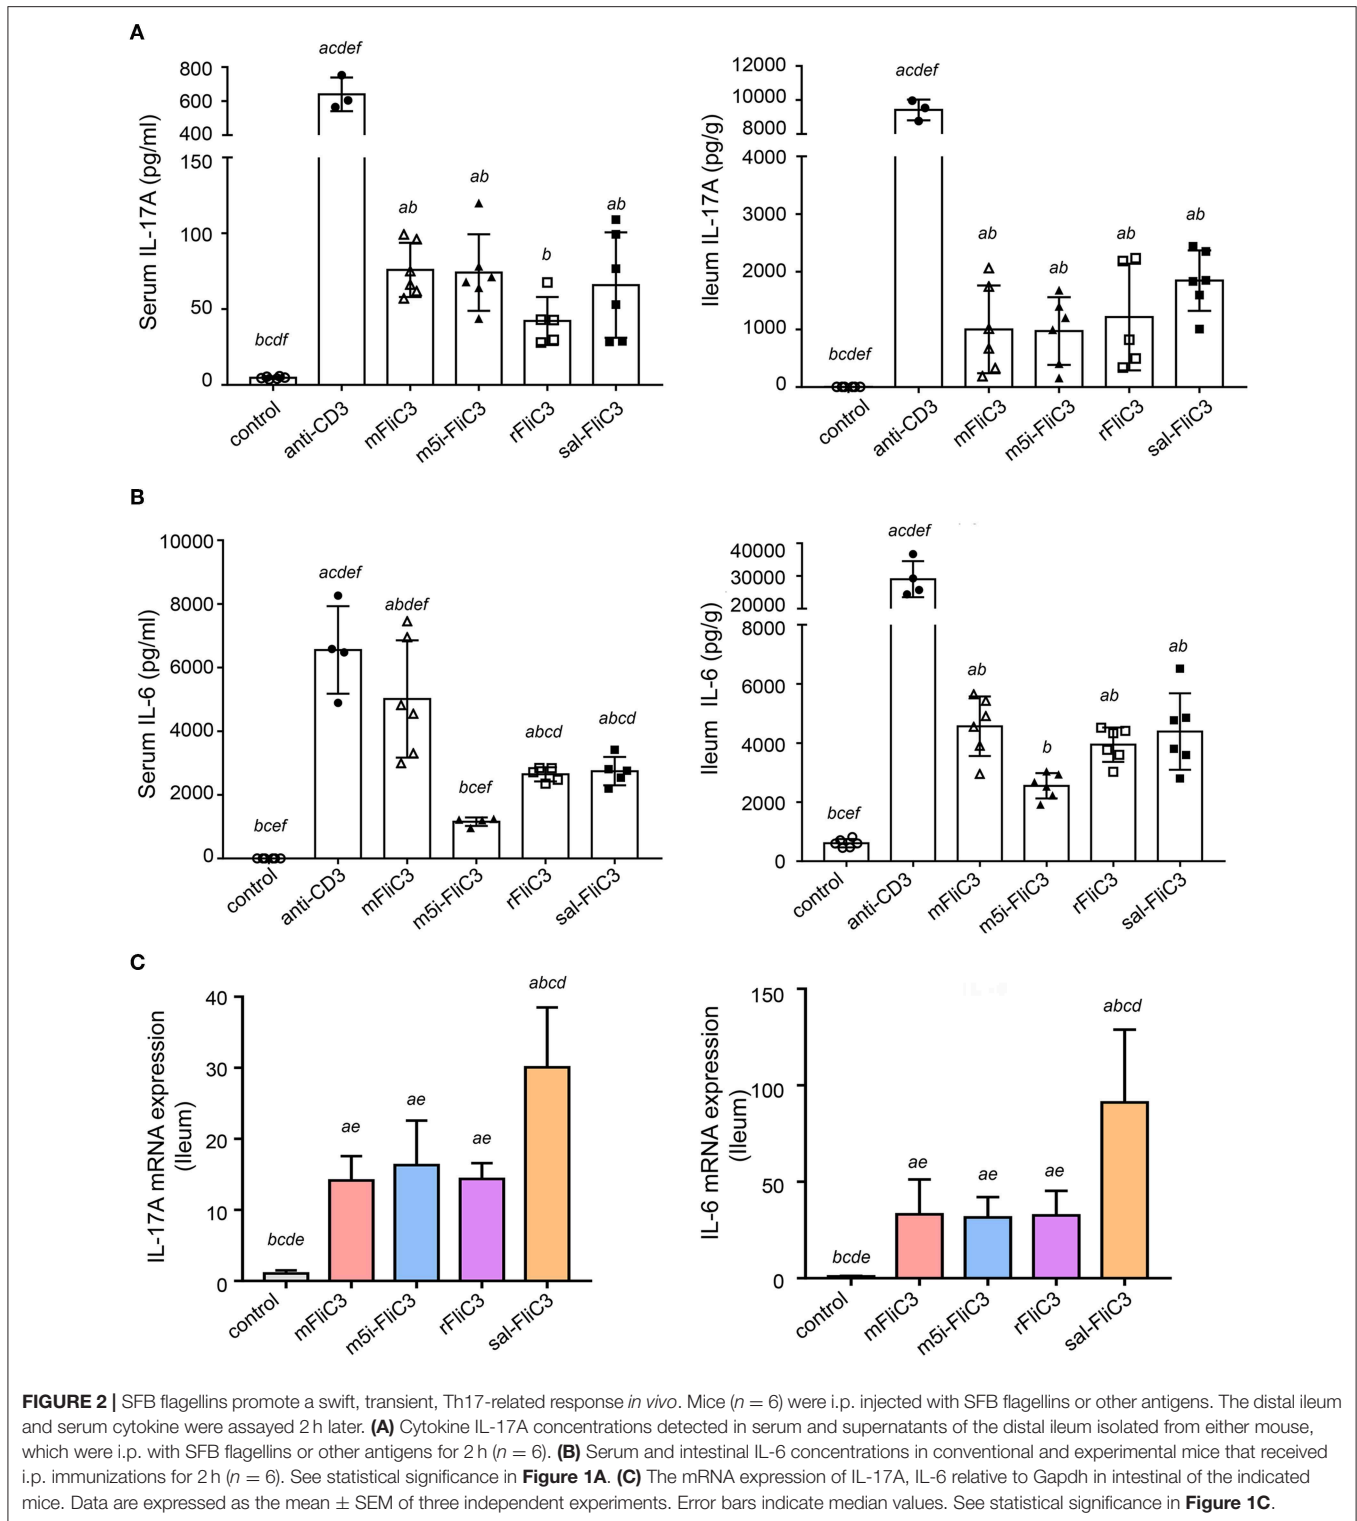 A
acdef
800
600
400
150
100
50
0
Serum IL-17A (pg/ml)
bcdf
ab
ab
b
ab
control
anti-CD3
mFliC3
m5i-FliC3
rFliC3
sal-FliC3
acdef
12000
10000
8000
4000
3000
2000
1000
0
Ileum IL-17A (pg/g)
bcdef
ab
ab
ab
ab
control
anti-CD3
mFliC3
m5i-FliC3
rFliC3
sal-FliC3
B
10000
8000
6000
4000
2000
0
Serum IL-6 (pg/ml)
bcef
acdef
abdef
bcef
abcd
abcd
control
anti-CD3
mFliC3
m5i-FliC3
rFliC3
sal-FliC3
acdef
40000
30000
20000
8000
6000
4000
2000
0
Ileum IL-6 (pg/g)
bcef
ab
b
ab
ab
control
anti-CD3
mFliC3
m5i-FliC3
rFliC3
sal-FliC3
C
40
30
20
10
0
IL-17A mRNA expression
(Ileum)
bcde
ae
ae
ae
abcd
control
mFliC3
m5i-FliC3
rFliC3
sal-FliC3
150
100
50
0
IL-6 mRNA expression
(Ileum)
bcde
ae
ae
ae
abcd
control
mFliC3
m5i-FliC3
rFliC3
sal-FliC3
FIGURE 2 | SFB flagellins promote a swift, transient, Th17-related response in vivo. Mice (n = 6) were i.p. injected with SFB flagellins or other antigens. The distal ileum
and serum cytokine were assayed 2 h later. (A) Cytokine IL-17A concentrations detected in serum and supernatants of the distal ileum isolated from either mouse,
which were i.p. with SFB flagellins or other antigens for 2 h (n = 6). (B) Serum and intestinal IL-6 concentrations in conventional and experimental mice that received
i.p. immunizations for 2 h (n = 6). See statistical significance in Figure 1A. (C) The mRNA expression of IL-17A, IL-6 relative to Gapdh in intestinal of the indicated
mice. Data are expressed as the mean ± SEM of three independent experiments. Error bars indicate median values. See statistical significance in Figure 1C.